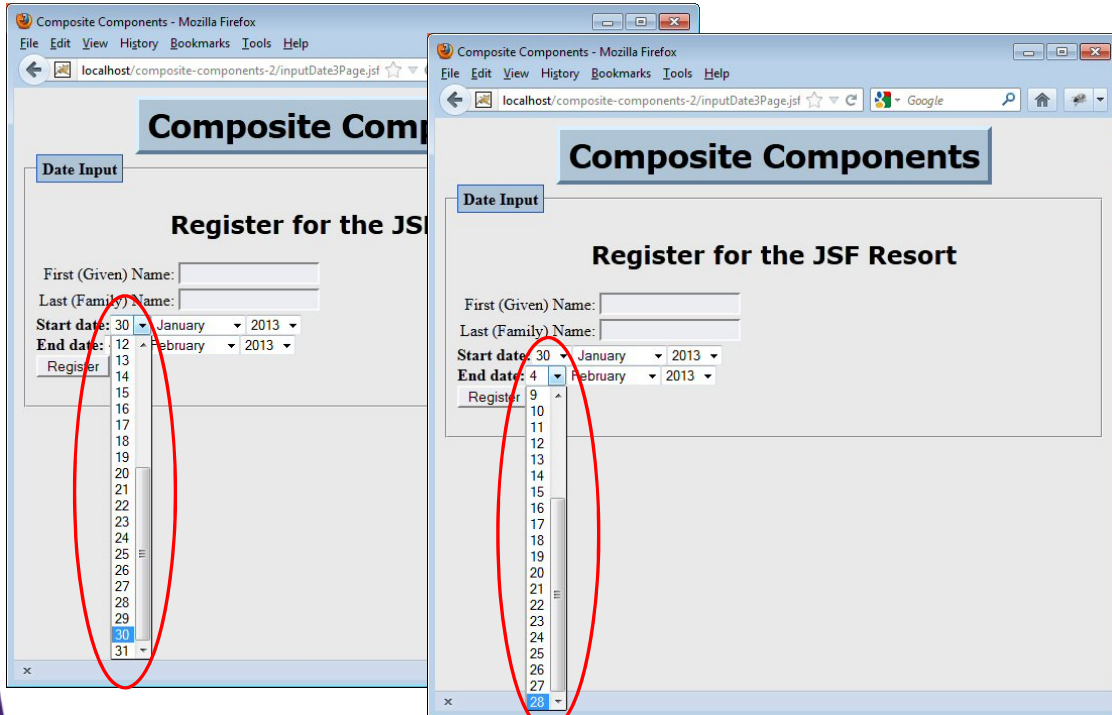 Composite Components - Mozilla Firefox
File Edit View History Bookmarks Tools Help
localhost/composite-components-2/inputDate3Page.jsf
Composite Comp
Date Input
Register for the JS
First (Given) Name:
Last (Family) Name:
Start date: 30 January 2013
End date: February 2013
Register
12
13
14
15
16
17
18
19
20
21
22
23
24
25
26
27
28
29
30
31
x
Composite Components - Mozilla Firefox
File Edit View History Bookmarks Tools Help
localhost/composite-components-2/inputDate3Page.jsf Google
Composite Components
Date Input
Register for the JSF Resort
First (Given) Name:
Last (Family) Name:
Start date: 30 January 2013
End date: 4 February 2013
Register
9
10
11
12
13
14
15
16
17
18
19
20
21
22
23
24
25
26
27
28
x